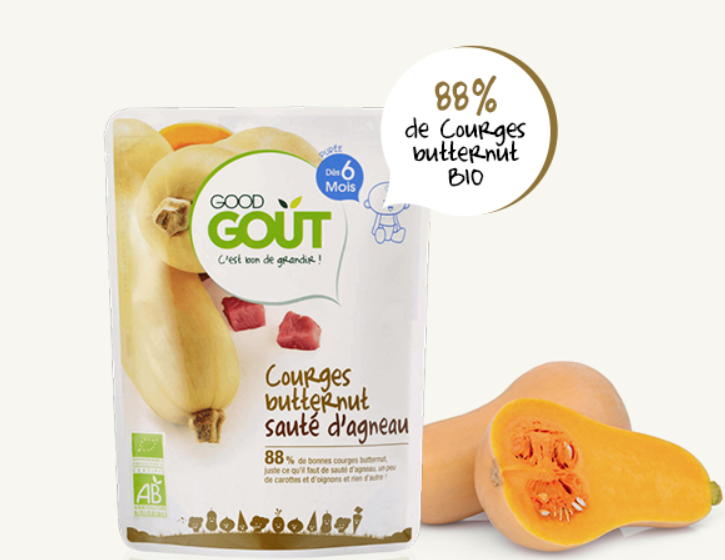 88%
de Courges
butternut
BIO
PURÉE
Dès 6
Mois
GOOD
GOÛT
C'est bon de grandir !
Courges
butternut
sauté d'agneau
88 % de bonnes courges butternut,
juste ce qu'il faut de sauté d'agneau, un peu
de carottes et d'oignons et rien d'autre !
AB